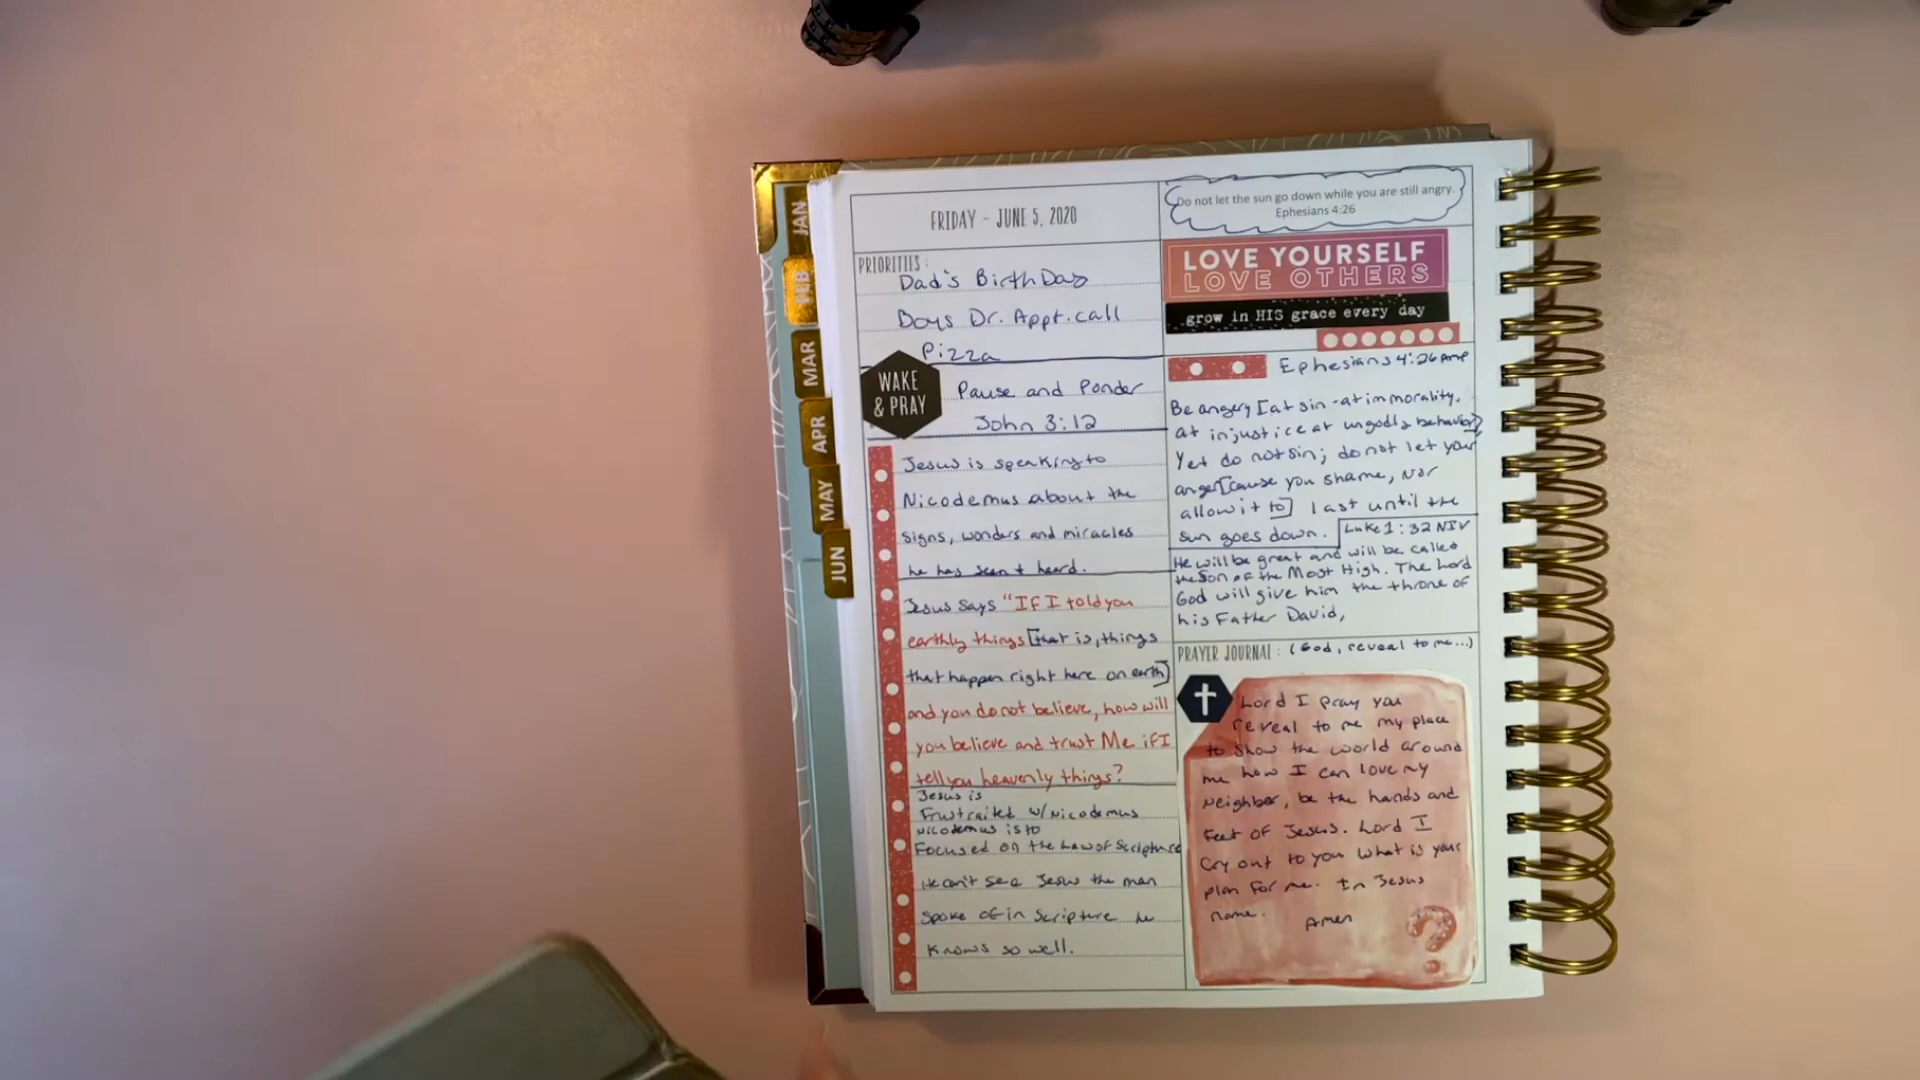 JAN
FEB
MAR
APR
MAY
JUN
FRIDAY - JUNE 5, 2020
PRIORITIES:
Dad's BirthDay
Boys Dr. Appt. call
Pizza
WAKE
& PRAY
Pause and Ponder
John 3:12
Jesus is speaking to
Nicodemus about the
signs, wonders and miracles
he has seen + heard.
Jesus says "If I told you
earthly things [that is, things
that happen right here on earth]
and you do not believe, how will
you believe and trust Me if I
tell you heavenly things?
Jesus is
Frustraited w/Nicodemus
Nicodemus is to
Focused on the Law of Scripture
He can't see Jesus the man
spoke of in Scripture he
knows so well.
Do not let the sun go down while you are still angry.
Ephesians 4:26
LOVE YOURSELF
LOVE OTHERS
grow in HIS grace every day
Ephesians 4:26 AMP
Be angery [at sin - at immorality,
at injustice at ungodly behavior]
Yet do not sin; do not let your
anger [cause you shame, nor
allow it to] last until the
sun goes down.
Luke 1:32 NIV
He will be great and will be called
the Son of the Most High. The Lord
God will give him the throne of
his Father David,
PRAYER JOURNAL: (God, reveal to me...)
Lord I pray you
reveal to me my place
to show the world around
me how I can love my
Neighbor, be the hands and
feet of Jesus. Lord I
Cry out to you what is your
plan for me. In Jesus
name.
Amen
?